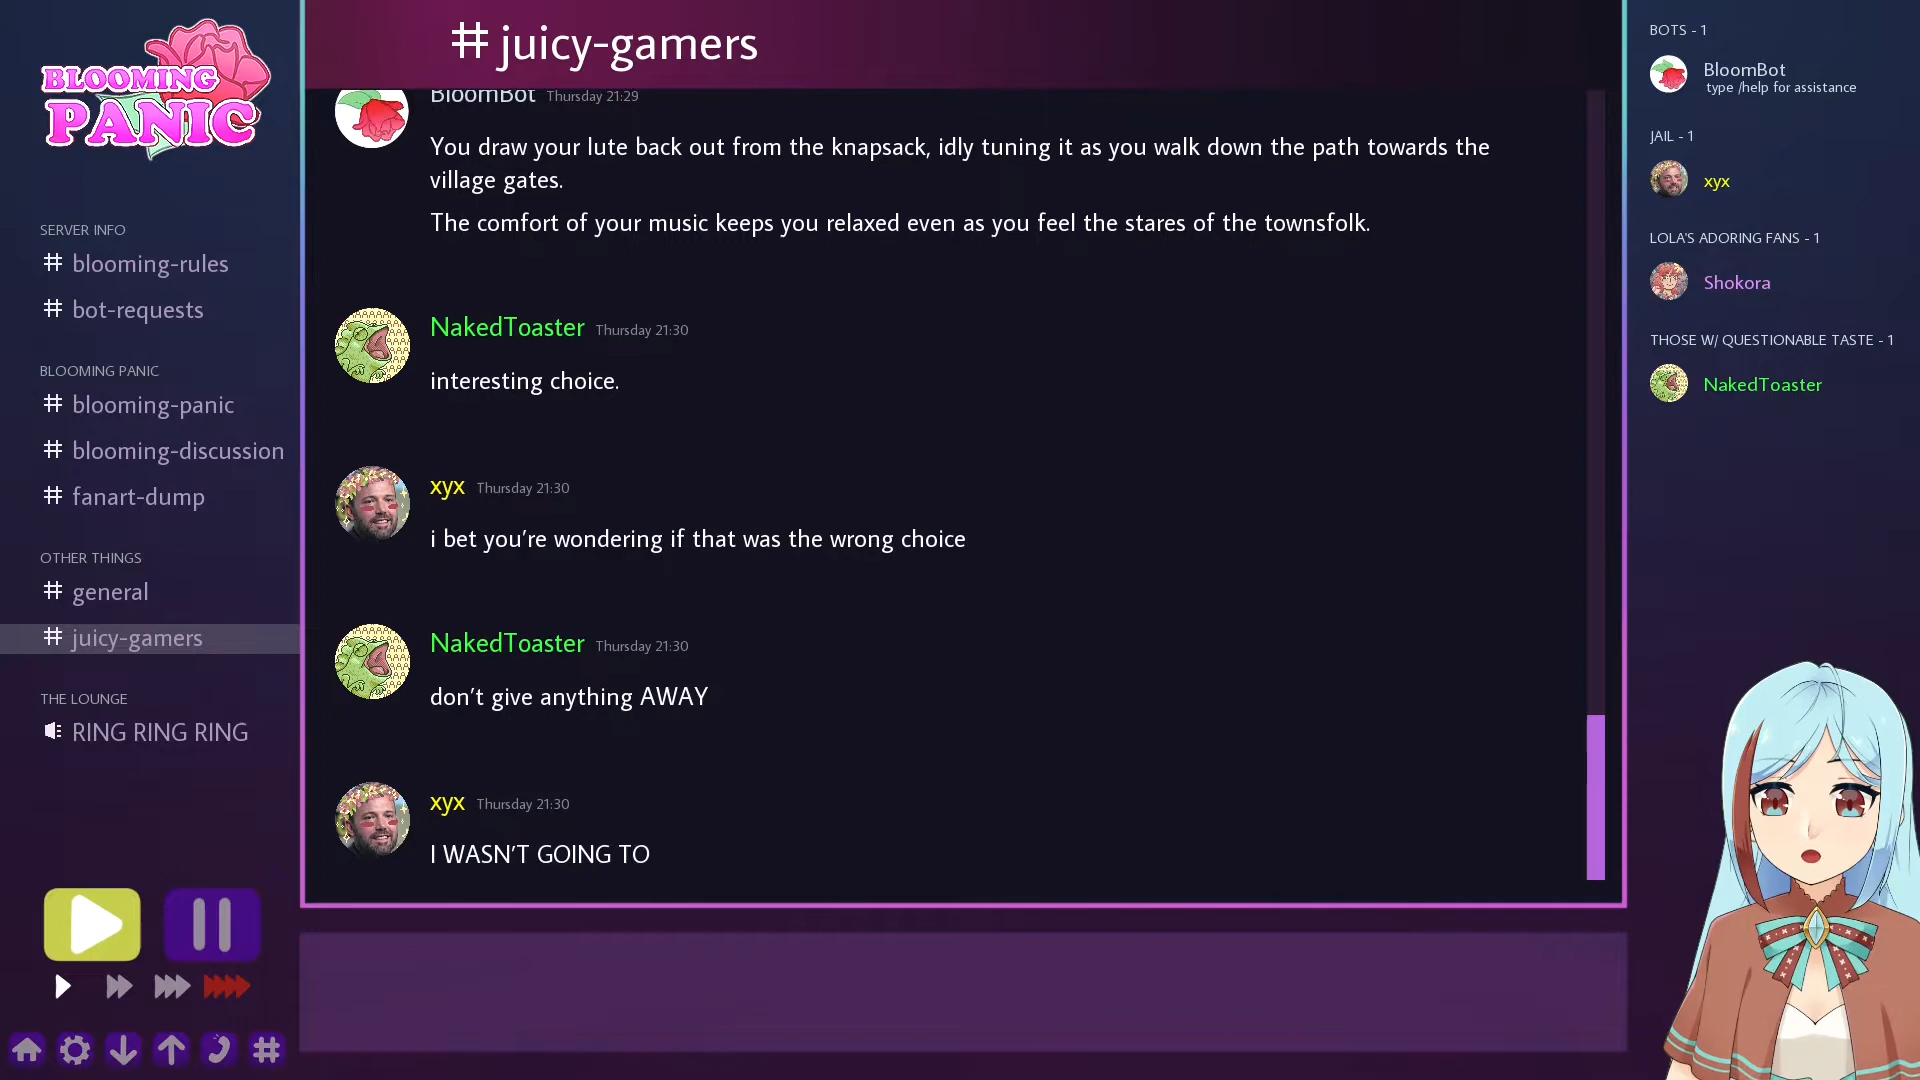 BLOOMING
PANIC
SERVER INFO
# blooming-rules
# bot-requests
BLOOMING PANIC
# blooming-panic
# blooming-discussion
# fanart-dump
OTHER THINGS
# general
# juicy-gamers
THE LOUNGE
RING RING RING
# juicy-gamers
BloomBot Thursday 21:29
You draw your lute back out from the knapsack, idly tuning it as you walk down the path towards the
village gates.
The comfort of your music keeps you relaxed even as you feel the stares of the townsfolk.
NakedToaster Thursday 21:30
interesting choice.
xyx Thursday 21:30
i bet you’re wondering if that was the wrong choice
NakedToaster Thursday 21:30
don’t give anything AWAY
xyx Thursday 21:30
I WASN’T GOING TO
BOTS - 1
BloomBot
type /help for assistance
JAIL - 1
xyx
LOLA'S ADORING FANS - 1
Shokora
THOSE W/ QUESTIONABLE TASTE - 1
NakedToaster